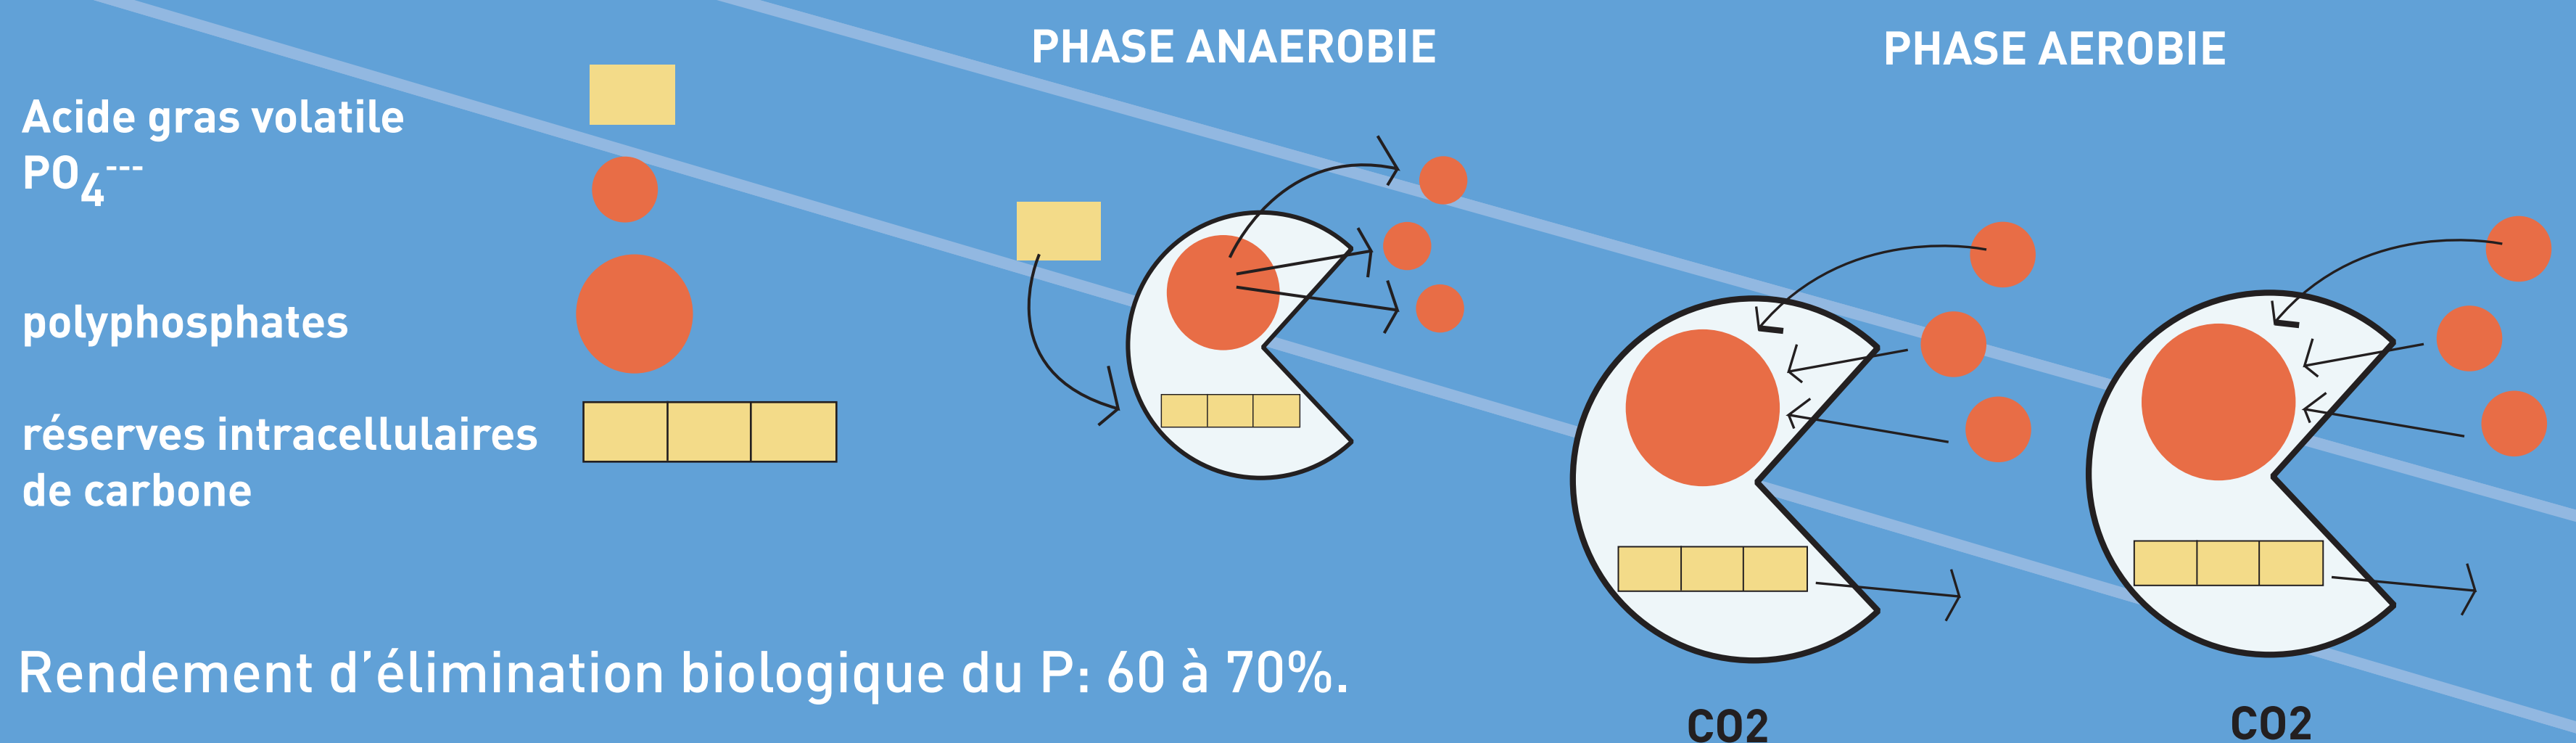 PHASE ANAEROBIE
PHASE AEROBIE
Acide gras volatile
PO4---
polyphosphates
réserves intracellulaires
de carbone
Rendement d’élimination biologique du P: 60 à 70%.
CO2
CO2